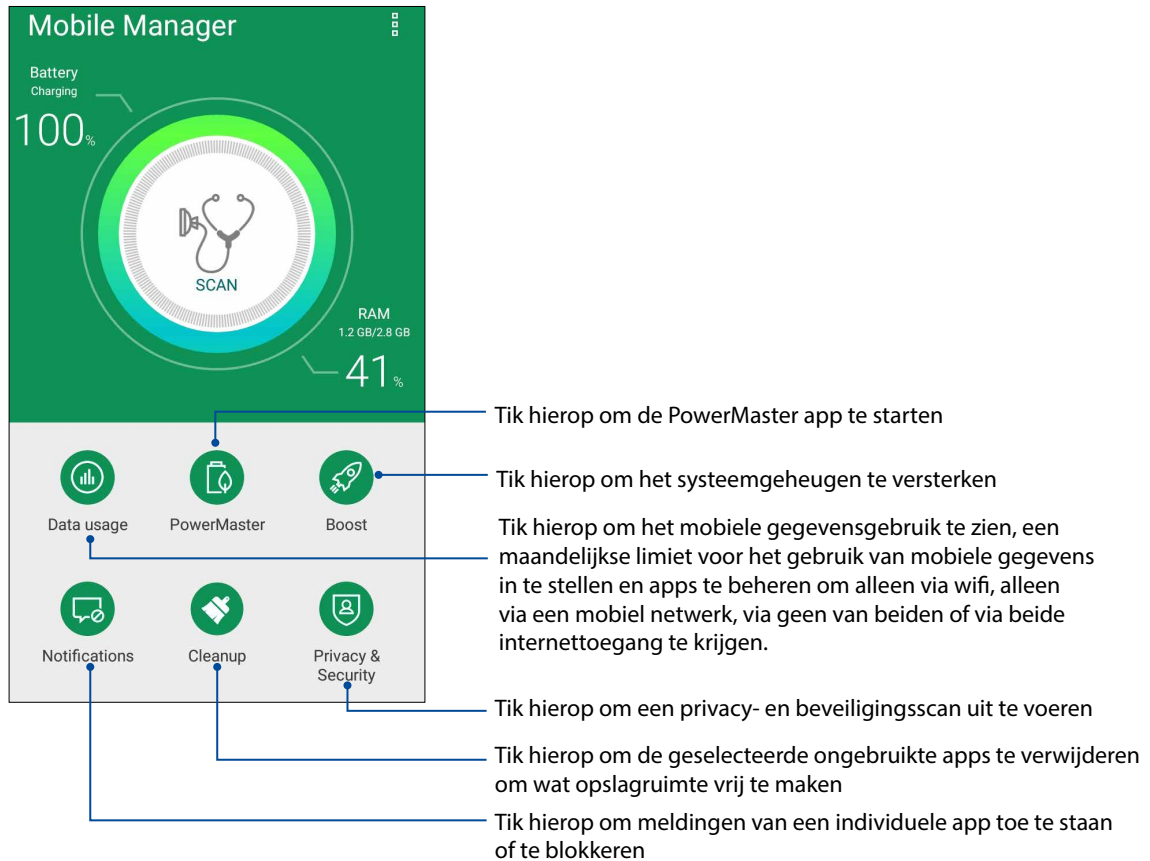 Mobile Manager
Battery
Charging
100%
SCAN
RAM
1.2 GB/2.8 GB
41%
Data usage
PowerMaster
Boost
Notifications
Cleanup
Privacy &
Security
Tik hierop om de PowerMaster app te starten
Tik hierop om het systeemgeheugen te versterken
Tik hierop om het mobiele gegevensgebruik te zien, een
maandelijkse limiet voor het gebruik van mobiele gegevens
in te stellen en apps te beheren om alleen via wifi, alleen
via een mobiel netwerk, via geen van beiden of via beide
internettoegang te krijgen.
Tik hierop om een privacy- en beveiligingsscan uit te voeren
Tik hierop om de geselecteerde ongebruikte apps te verwijderen
om wat opslagruimte vrij te maken
Tik hierop om meldingen van een individuele app toe te staan
of te blokkeren